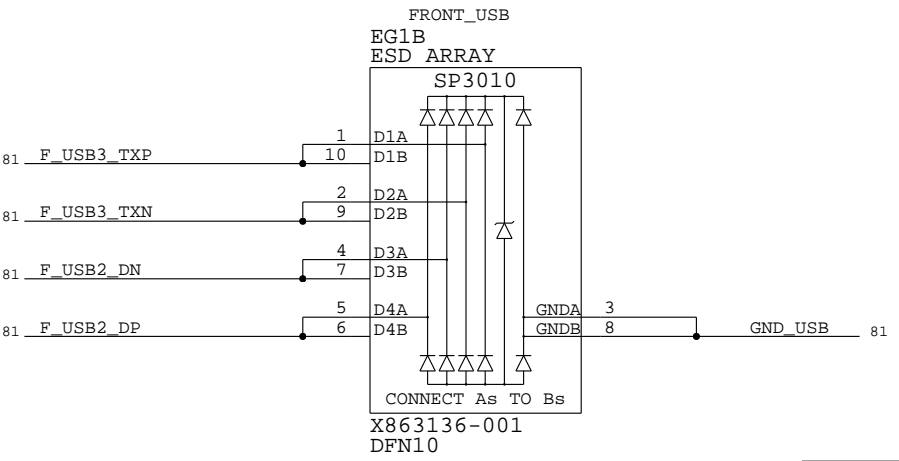 FRONT_USB
EG1B
ESD ARRAY
SP3010
1 D1A
81 F_USB3_TXP 10 D1B
2 D2A
81 F_USB3_TXN 9 D2B
4 D3A
81 F_USB2_DN 7 D3B
5 D4A GNDA 3
81 F_USB2_DP 6 D4B GNDB 8 GND_USB 81
CONNECT As TO Bs
X863136-001
DFN10